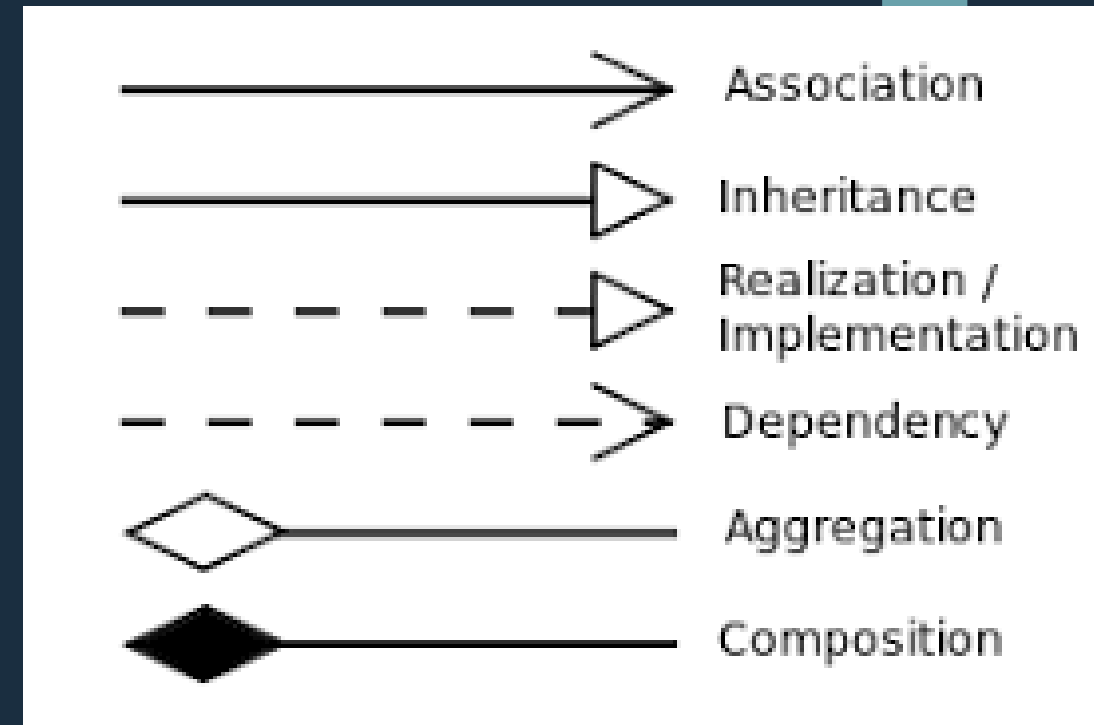 Association
Inheritance
Realization /
Implementation
Dependency
Aggregation
Composition